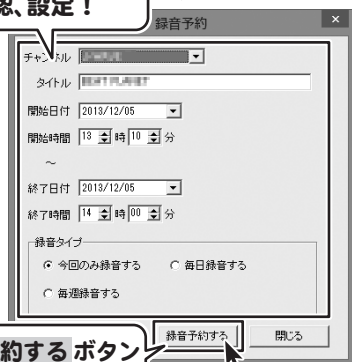 認、設定！
録音予約
チャンネル
タイトル
開始日付 2013/12/05
開始時間 13 時 10 分
～
終了日付 2013/12/05
終了時間 14 時 00 分
録音タイプ
今回のみ録音する 毎日録音する
毎週録音する
録音予約する 閉じる
約する ボタン